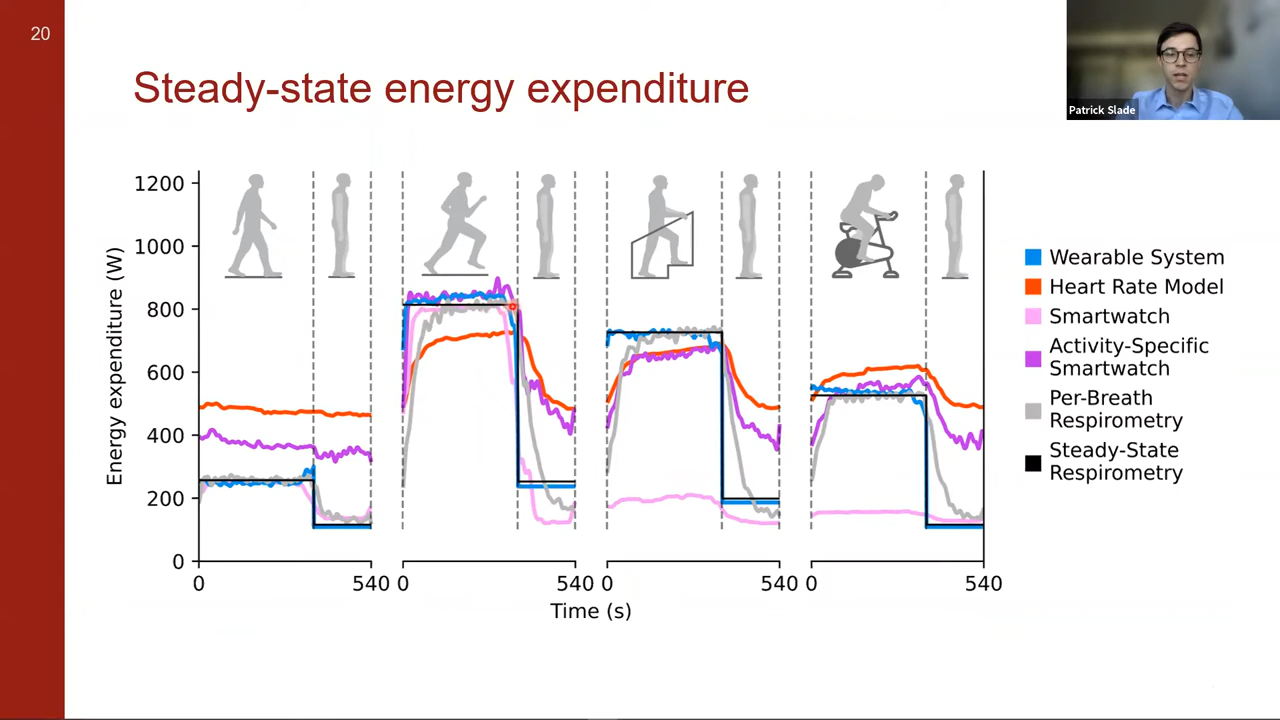 20
Steady-state energy expenditure
Patrick Slade
1200
1000
800
600
400
200
0
Energy expenditure (W)
0 540 0 540 0 540 0 540
Time (s)
Wearable System
Heart Rate Model
Smartwatch
Activity-Specific
Smartwatch
Per-Breath
Respirometry
Steady-State
Respirometry